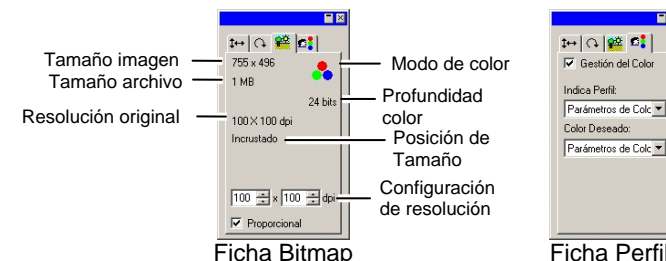 Tamaño imagen
Tamaño archivo
Resolución original
755 x 496
1 MB
24 bits
100 X 100 dpi
Incrustado
100 x 100 dpi
Proporcional
Modo de color
Profundidad
color
Posición de
Tamaño
Configuración
de resolución
Ficha Bitmap
Gestión del Color
Indica Perfil:
Parámetros de Colc
Color Deseado:
Parámetros de Colc
Ficha Perfil